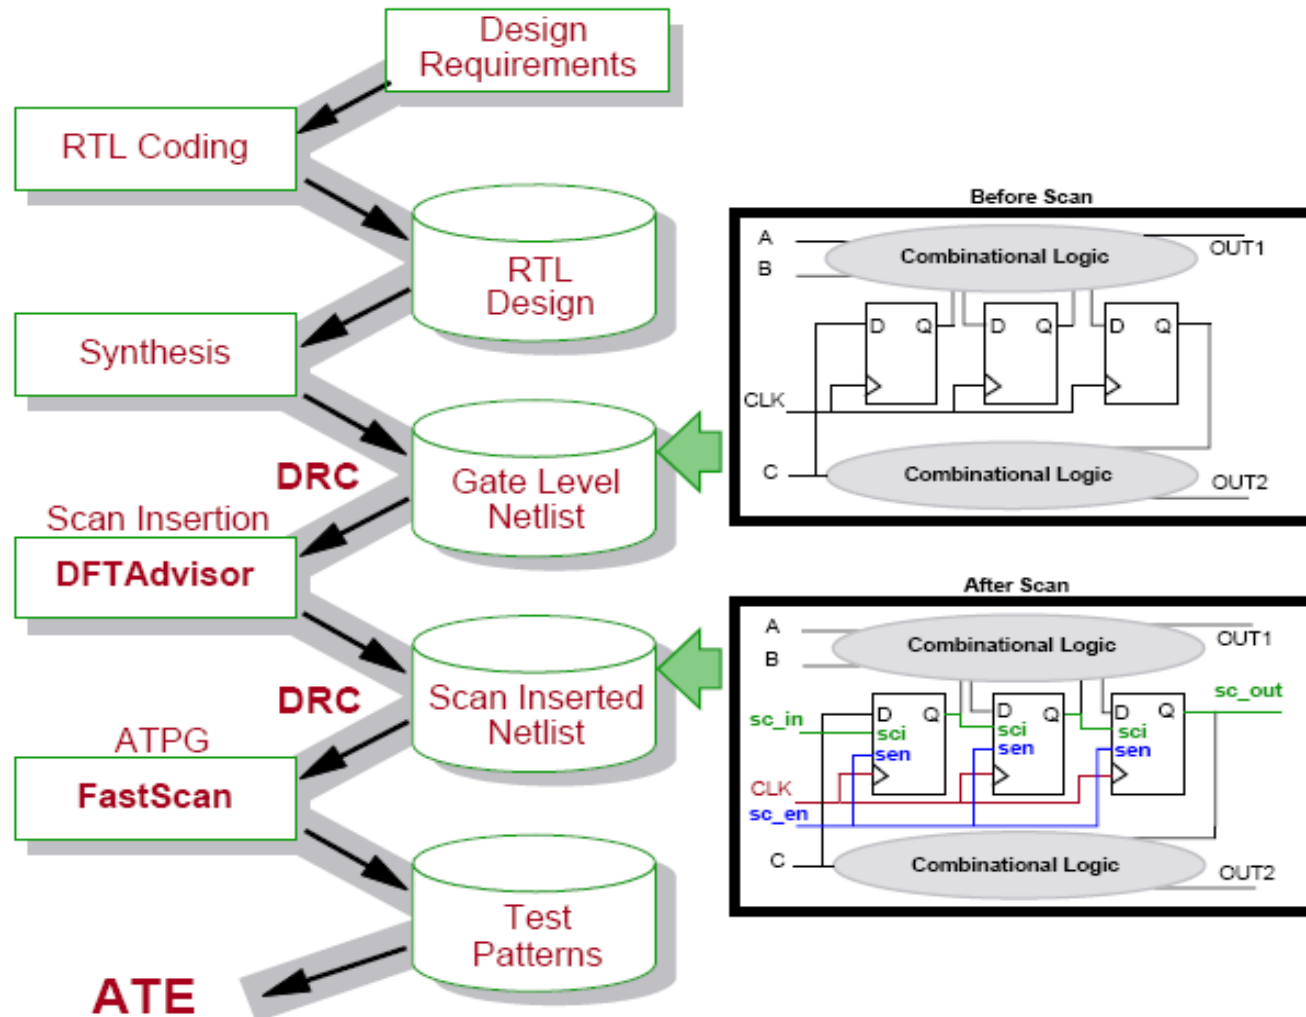 Design
Requirements
RTL Coding
RTL
Design
Synthesis
DRC
Gate Level
Netlist
Scan Insertion
DFTAdvisor
DRC
Scan Inserted
Netlist
ATPG
FastScan
Test
Patterns
ATE
Before Scan
A
B
Combinational Logic
OUT1
D Q
D Q
D Q
CLK
C
Combinational Logic
OUT2
After Scan
A
B
Combinational Logic
OUT1
sc_in
D Q
sci
sen
D Q
sci
sen
D Q
sci
sen
sc_out
CLK
sc_en
C
Combinational Logic
OUT2